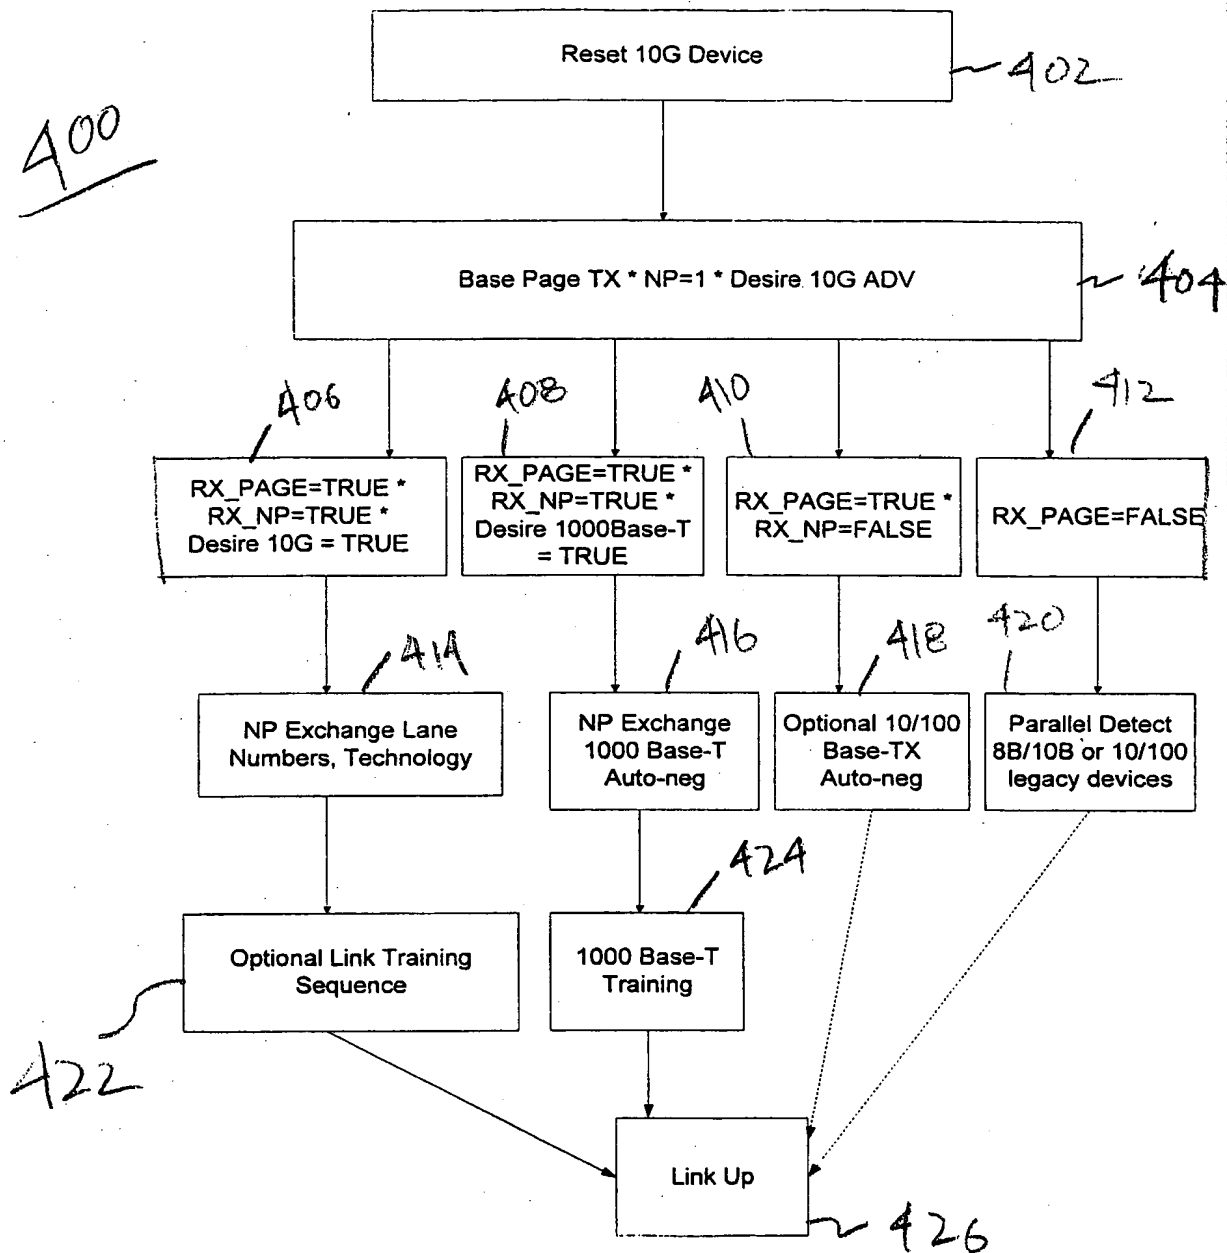 Reset 10G Device
402
400
Base Page TX * NP=1 * Desire 10G ADV
404
406
408
410
412
RX_PAGE=TRUE *
RX_NP=TRUE *
Desire 10G = TRUE
RX_PAGE=TRUE *
RX_NP=TRUE *
Desire 1000Base-T
= TRUE
RX_PAGE=TRUE *
RX_NP=FALSE
RX_PAGE=FALSE
414
416
418
420
NP Exchange Lane
Numbers, Technology
NP Exchange
1000 Base-T
Auto-neg
Optional 10/100
Base-TX
Auto-neg
Parallel Detect
8B/10B or 10/100
legacy devices
424
Optional Link Training
Sequence
1000 Base-T
Training
422
Link Up
426